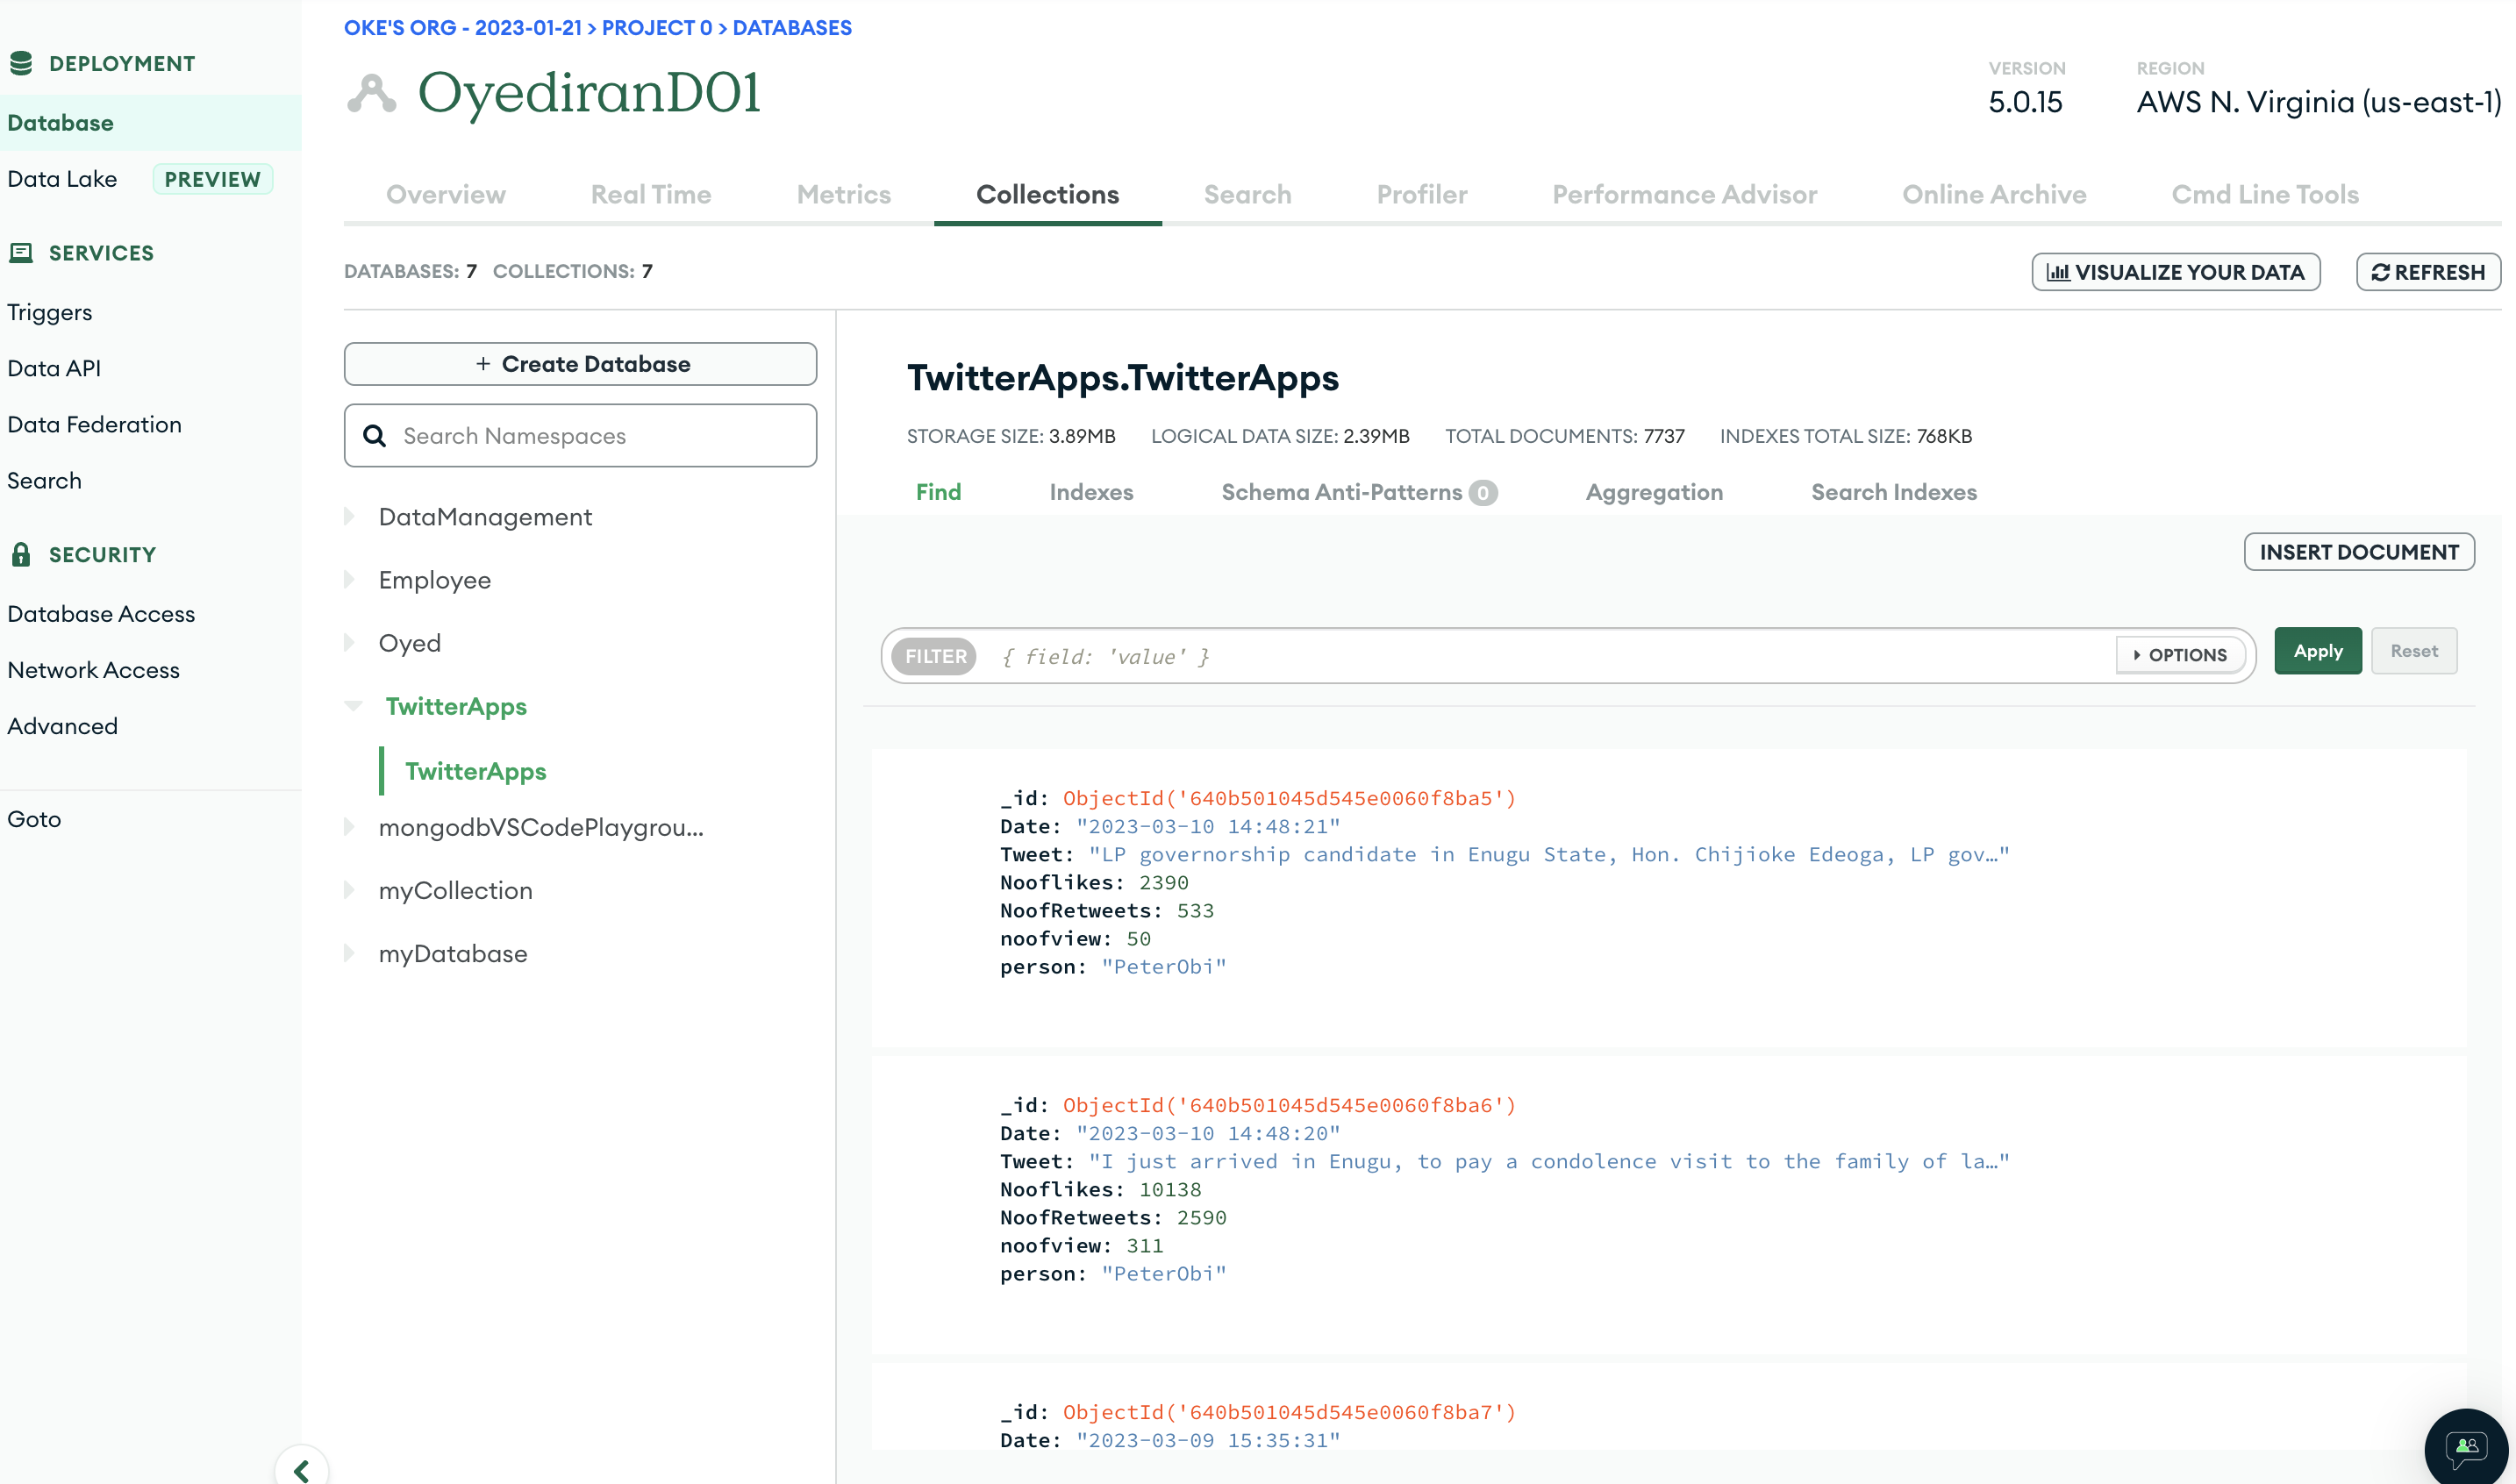 OKE'S ORG - 2023-01-21 > PROJECT 0 > DATABASES
DEPLOYMENT
Database
Data Lake PREVIEW
SERVICES
Triggers
Data API
Data Federation
Search
SECURITY
Database Access
Network Access
Advanced
Goto
OyediranD01
VERSION REGION
5.0.15 AWS N. Virginia (us-east-1)
Overview Real Time Metrics Collections Search Profiler Performance Advisor Online Archive Cmd Line Tools
DATABASES: 7 COLLECTIONS: 7
VISUALIZE YOUR DATA REFRESH
+ Create Database
Search Namespaces
DataManagement
Employee
Oyed
TwitterApps
TwitterApps
mongodbVSCodePlaygrou...
myCollection
myDatabase
TwitterApps.TwitterApps
STORAGE SIZE: 3.89MB LOGICAL DATA SIZE: 2.39MB TOTAL DOCUMENTS: 7737 INDEXES TOTAL SIZE: 768KB
Find Indexes Schema Anti-Patterns 0 Aggregation Search Indexes
INSERT DOCUMENT
FILTER { field: 'value' } OPTIONS Apply Reset
_id: ObjectId('640b501045d545e0060f8ba5')
Date: "2023-03-10 14:48:21"
Tweet: "LP governorship candidate in Enugu State, Hon. Chijioke Edeoga, LP gov…"
Nooflikes: 2390
NoofRetweets: 533
noofview: 50
person: "PeterObi"
_id: ObjectId('640b501045d545e0060f8ba6')
Date: "2023-03-10 14:48:20"
Tweet: "I just arrived in Enugu, to pay a condolence visit to the family of la…"
Nooflikes: 10138
NoofRetweets: 2590
noofview: 311
person: "PeterObi"
_id: ObjectId('640b501045d545e0060f8ba7')
Date: "2023-03-09 15:35:31"